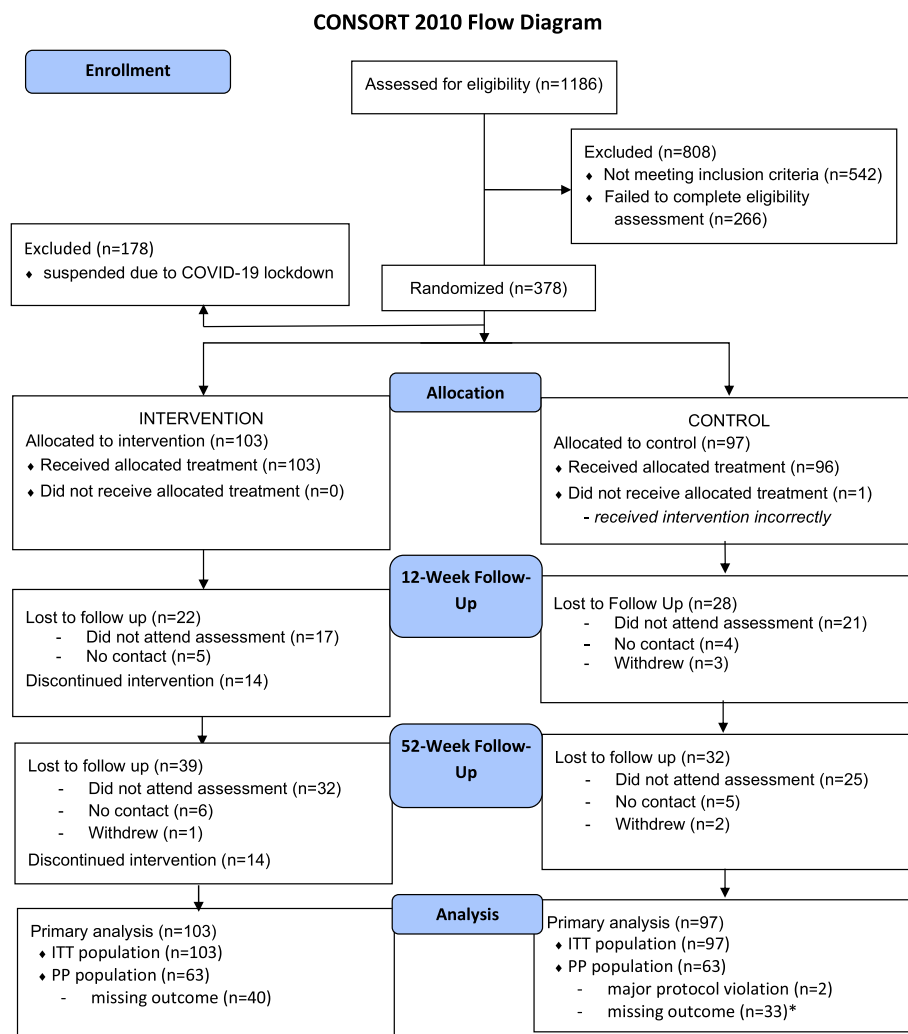 CONSORT 2010 Flow Diagram
Enrollment
Assessed for eligibility (n=1186)
Excluded (n=808)
♦ Not meeting inclusion criteria (n=542)
♦ Failed to complete eligibility
assessment (n=266)
Excluded (n=178)
♦ suspended due to COVID-19 lockdown
Randomized (n=378)
Allocation
INTERVENTION
Allocated to intervention (n=103)
♦ Received allocated treatment (n=103)
♦ Did not receive allocated treatment (n=0)
CONTROL
Allocated to control (n=97)
♦ Received allocated treatment (n=96)
♦ Did not receive allocated treatment (n=1)
- received intervention incorrectly
12-Week Follow-
Up
Lost to follow up (n=22)
- Did not attend assessment (n=17)
- No contact (n=5)
Discontinued intervention (n=14)
Lost to Follow Up (n=28)
- Did not attend assessment (n=21)
- No contact (n=4)
- Withdrew (n=3)
52-Week Follow-
Up
Lost to follow up (n=39)
- Did not attend assessment (n=32)
- No contact (n=6)
- Withdrew (n=1)
Discontinued intervention (n=14)
Lost to follow up (n=32)
- Did not attend assessment (n=25)
- No contact (n=5)
- Withdrew (n=2)
Analysis
Primary analysis (n=103)
♦ ITT population (n=103)
♦ PP population (n=63)
- missing outcome (n=40)
Primary analysis (n=97)
♦ ITT population (n=97)
♦ PP population (n=63)
- major protocol violation (n=2)
- missing outcome (n=33)*